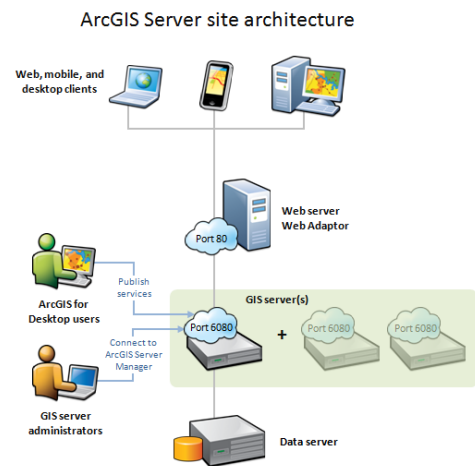 ArcGIS Server site architecture
Web, mobile, and
desktop clients
Web server
Web Adaptor
Port 80
Publish
services
ArcGIS for
Desktop users
GIS server(s)
Port 6080
+
Port 6080
Port 6080
Connect to
ArcGIS Server
Manager
GIS server
administrators
Data server